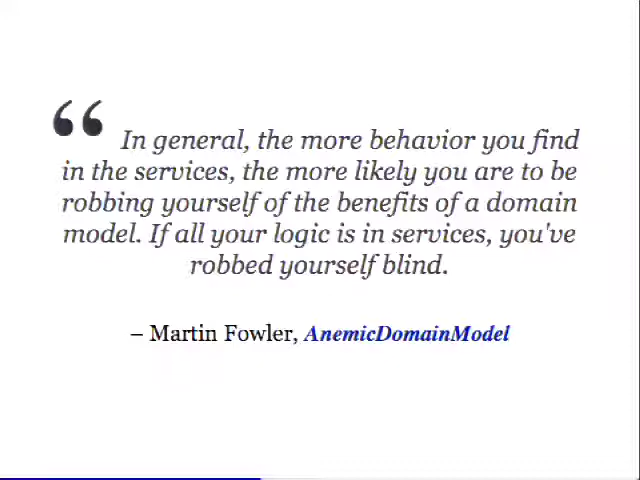 “ In general, the more behavior you find
in the services, the more likely you are to be
robbing yourself of the benefits of a domain
model. If all your logic is in services, you've
robbed yourself blind.
– Martin Fowler, AnemicDomainModel